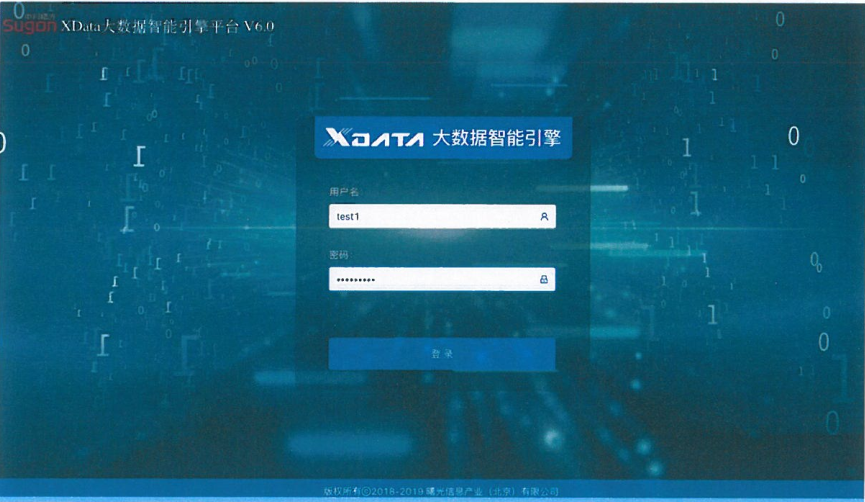 Sugon XData大数据智能引擎平台 V6.0
XDATA 大数据智能引擎
用户名
test1
密码
•••••••••
登录
版权所有©2018-2019 曙光信息产业（北京）有限公司